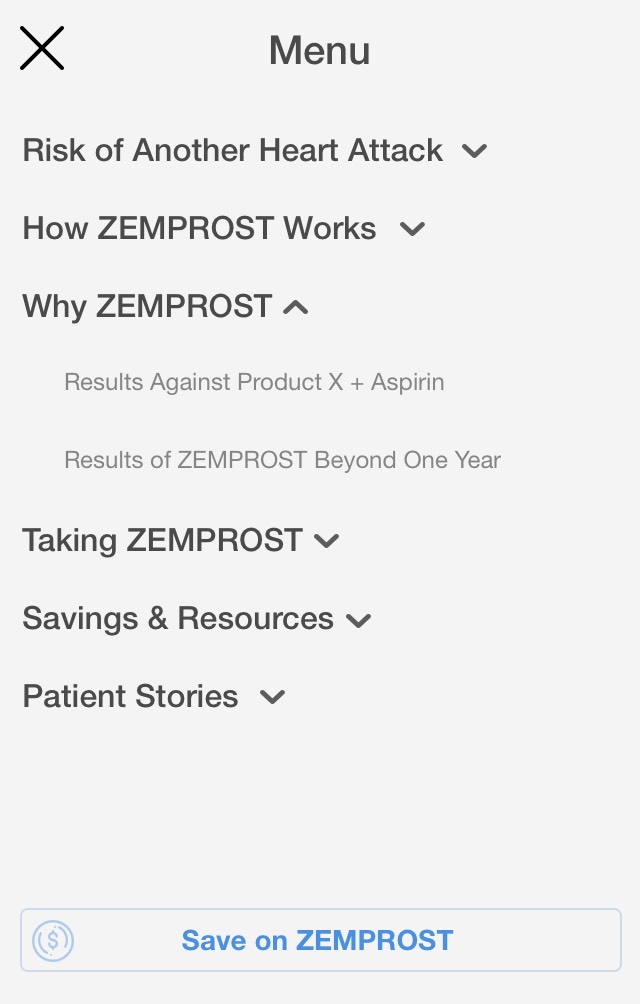 Menu
Risk of Another Heart Attack
How ZEMPROST Works
Why ZEMPROST
Results Against Product X + Aspirin
Results of ZEMPROST Beyond One Year
Taking ZEMPROST
Savings & Resources
Patient Stories
$ Save on ZEMPROST